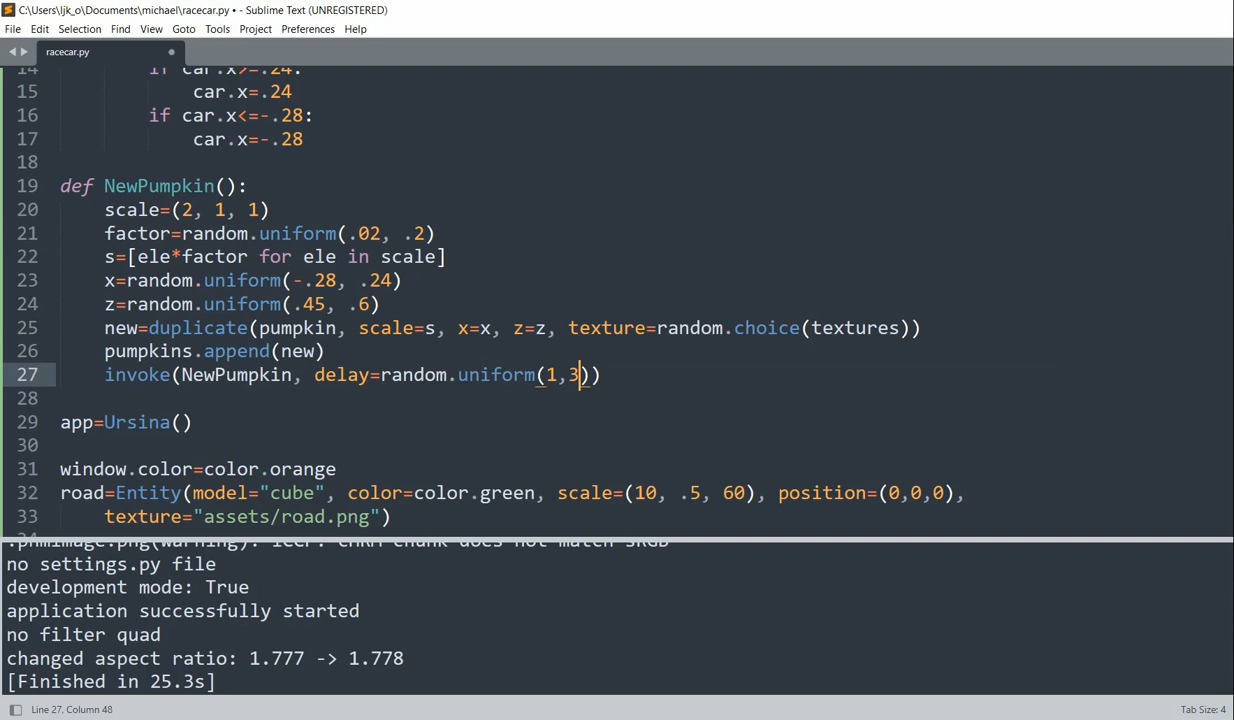 C:\Users\ljk_o\Documents\michael\racecar.py • - Sublime Text (UNREGISTERED)
File Edit Selection Find View Goto Tools Project Preferences Help
racecar.py
14 if car.x>=.24:
15 car.x=.24
16 if car.x<=-.28:
17 car.x=-.28
18
19 def NewPumpkin():
20 scale=(2, 1, 1)
21 factor=random.uniform(.02, .2)
22 s=[ele*factor for ele in scale]
23 x=random.uniform(-.28, .24)
24 z=random.uniform(.45, .6)
25 new=duplicate(pumpkin, scale=s, x=x, z=z, texture=random.choice(textures))
26 pumpkins.append(new)
27 invoke(NewPumpkin, delay=random.uniform(1,3))
28
29 app=Ursina()
30
31 window.color=color.orange
32 road=Entity(model="cube", color=color.green, scale=(10, .5, 60), position=(0,0,0),
33 texture="assets/road.png")
:pnmimage:png(warning): iCCP: cHRM chunk does not match sRGB
no settings.py file
development mode: True
application successfully started
no filter quad
changed aspect ratio: 1.777 -> 1.778
[Finished in 25.3s]
Line 27, Column 48
Tab Size: 4